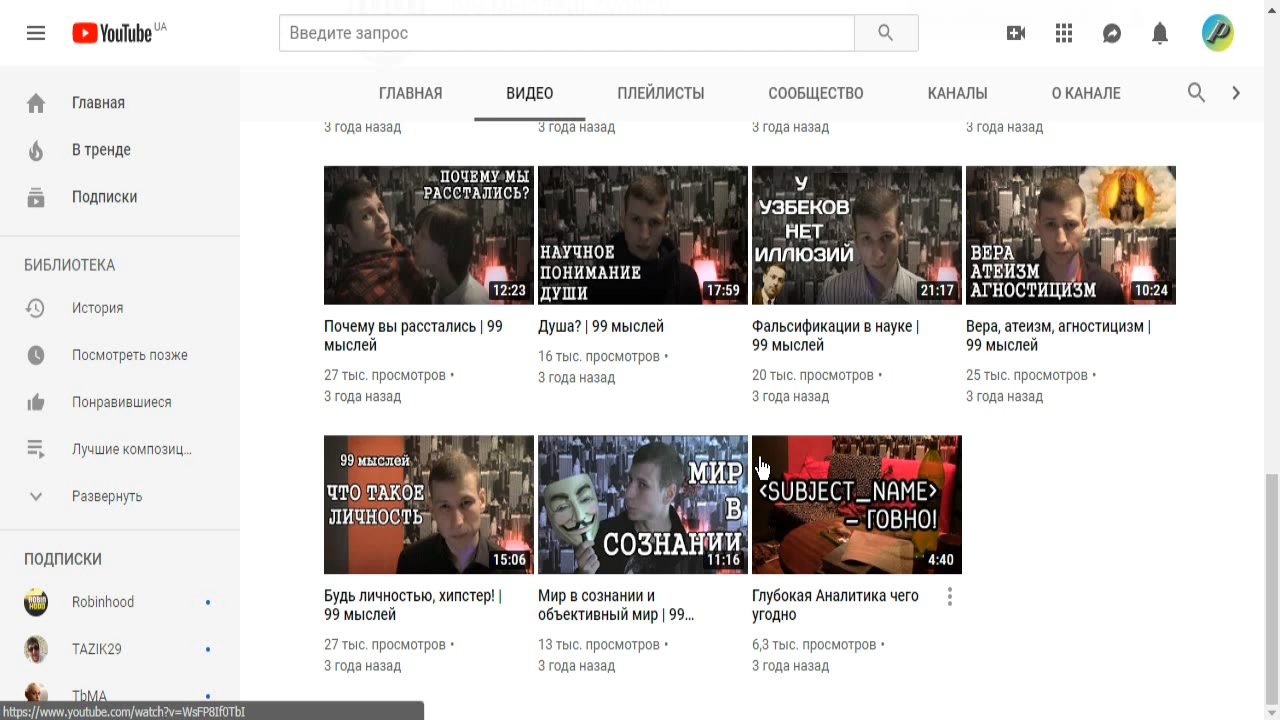 YouTube UA
Введите запрос
Главная
В тренде
Подписки
БИБЛИОТЕКА
История
Посмотреть позже
Понравившиеся
Лучшие композиц...
Развернуть
ПОДПИСКИ
Robinhood
TAZIK29
TbMA
ГЛАВНАЯ ВИДЕО ПЛЕЙЛИСТЫ СООБЩЕСТВО КАНАЛЫ О КАНАЛЕ
3 года назад 3 года назад 3 года назад 3 года назад
ПОЧЕМУ МЫ
РАССТАЛИСЬ?
12:23
Почему вы расстались | 99
мыслей
27 тыс. просмотров •
3 года назад
НАУЧНОЕ
ПОНИМАНИЕ
ДУШИ
17:59
Душа? | 99 мыслей
16 тыс. просмотров •
3 года назад
У
УЗБЕКОВ
НЕТ
ИЛЛЮЗИЙ
21:17
Фальсификации в науке |
99 мыслей
20 тыс. просмотров •
3 года назад
ВЕРА
АТЕИЗМ
АГНОСТИЦИЗМ
10:24
Вера, атеизм, агностицизм |
99 мыслей
25 тыс. просмотров •
3 года назад
99 мыслей
ЧТО ТАКОЕ
ЛИЧНОСТЬ
15:06
Будь личностью, хипстер! |
99 мыслей
27 тыс. просмотров •
3 года назад
МИР
В
СОЗНАНИИ
11:16
Мир в сознании и
объективный мир | 99...
13 тыс. просмотров •
3 года назад
<SUBJECT_NAME>
– ГОВНО!
4:40
Глубокая Аналитика чего
угодно
6,3 тыс. просмотров •
3 года назад
https://www.youtube.com/watch?v=WsFP8If0TbI